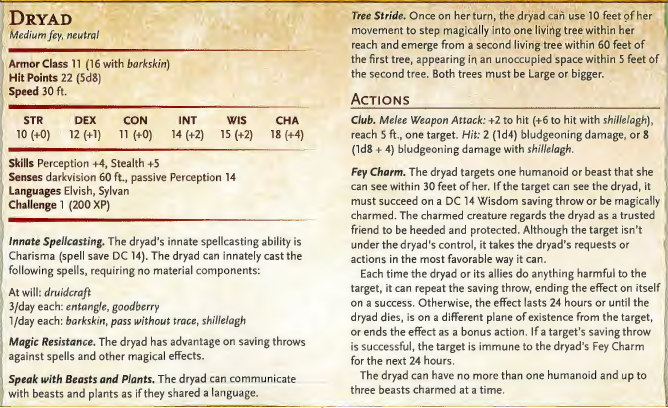 DRYAD
Medium fey, neutral
Armor Class 11 (16 with barkskin)
Hit Points 22 (5d8)
Speed 30 ft.
STR DEX CON INT WIS CHA
10 (+0) 12 (+1) 11 (+0) 14 (+2) 15 (+2) 18 (+4)
Skills Perception +4, Stealth +5
Senses darkvision 60 ft., passive Perception 14
Languages Elvish, Sylvan
Challenge 1 (200 XP)
Innate Spellcasting. The dryad's innate spellcasting ability is
Charisma (spell save DC 14). The dryad can innately cast the
following spells, requiring no material components:
At will: druidcraft
3/day each: entangle, goodberry
1/day each: barkskin, pass without trace, shillelagh
Magic Resistance. The dryad has advantage on saving throws
against spells and other magical effects.
Speak with Beasts and Plants. The dryad can communicate
with beasts and plants as if they shared a language.
Tree Stride. Once on her turn, the dryad can use 10 feet of her
movement to step magically into one living tree within her
reach and emerge from a second living tree within 60 feet of
the first tree, appearing in an unoccupied space within 5 feet of
the second tree. Both trees must be Large or bigger.
ACTIONS
Club. Melee Weapon Attack: +2 to hit (+6 to hit with shillelagh),
reach 5 ft., one target. Hit: 2 (1d4) bludgeoning damage, or 8
(1d8 + 4) bludgeoning damage with shillelagh.
Fey Charm. The dryad targets one humanoid or beast that she
can see within 30 feet of her. If the target can see the dryad, it
must succeed on a DC 14 Wisdom saving throw or be magically
charmed. The charmed creature regards the dryad as a trusted
friend to be heeded and protected. Although the target isn't
under the dryad's control, it takes the dryad's requests or
actions in the most favorable way it can.
Each time the dryad or its allies do anything harmful to the
target, it can repeat the saving throw, ending the effect on itself
on a success. Otherwise, the effect lasts 24 hours or until the
dryad dies, is on a different plane of existence from the target,
or ends the effect as a bonus action. If a target's saving throw
is successful, the target is immune to the dryad's Fey Charm
for the next 24 hours.
The dryad can have no more than one humanoid and up to
three beasts charmed at a time.